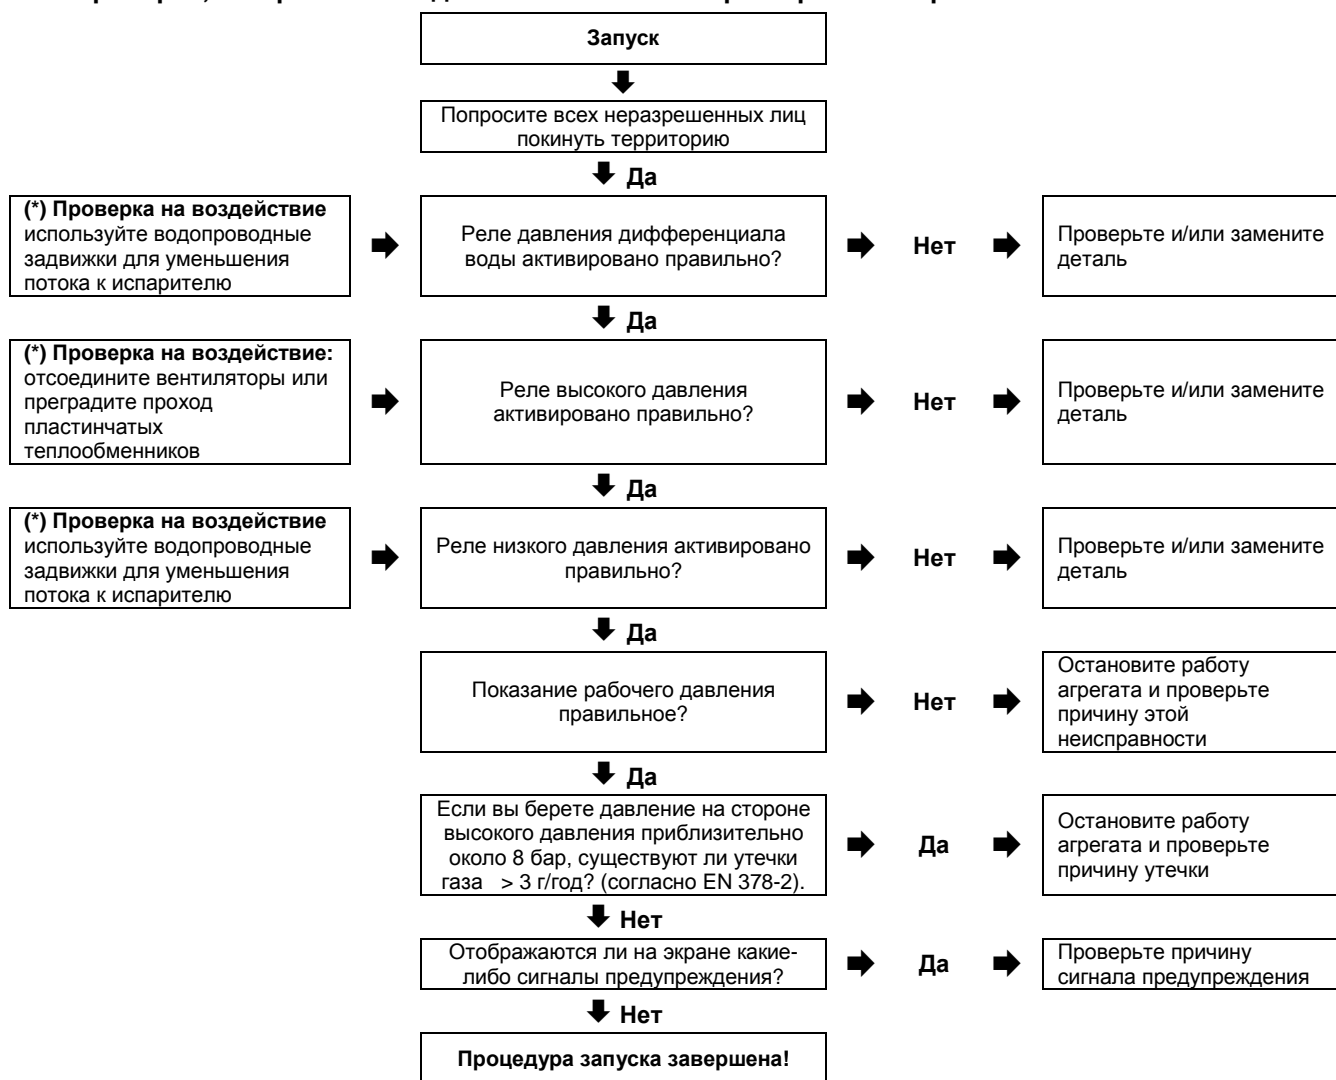 Запуск
Попросите всех неразрешенных лиц
покинуть территорию
Да
(*) Проверка на воздействие
используйте водопроводные
задвижки для уменьшения
потока к испарителю
Реле давления дифференциала
воды активировано правильно?
Нет
Проверьте и/или замените
деталь
Да
(*) Проверка на воздействие:
отсоедините вентиляторы или
преградите проход
пластинчатых
теплообменников
Реле высокого давления
активировано правильно?
Нет
Проверьте и/или замените
деталь
Да
(*) Проверка на воздействие
используйте водопроводные
задвижки для уменьшения
потока к испарителю
Реле низкого давления активировано
правильно?
Нет
Проверьте и/или замените
деталь
Да
Показание рабочего давления
правильное?
Нет
Остановите работу
агрегата и проверьте
причину этой
неисправности
Да
Если вы берете давление на стороне
высокого давления приблизительно
около 8 бар, существуют ли утечки
газа > 3 г/год? (согласно EN 378-2).
Да
Остановите работу
агрегата и проверьте
причину утечки
Нет
Отображаются ли на экране какие-
либо сигналы предупреждения?
Да
Проверьте причину
сигнала предупреждения
Нет
Процедура запуска завершена!